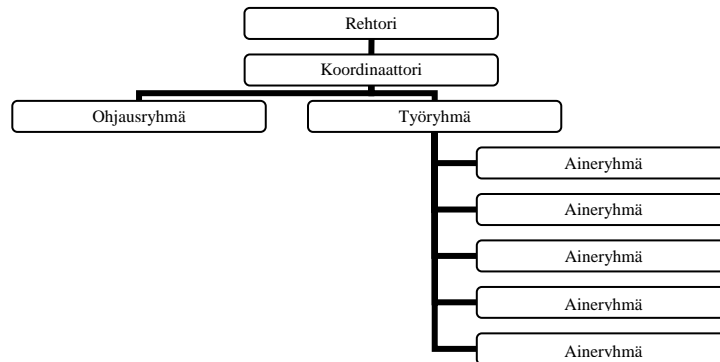 Rehtori
Koordinaattori
Ohjausryhmä
Työryhmä
Aineryhmä
Aineryhmä
Aineryhmä
Aineryhmä
Aineryhmä